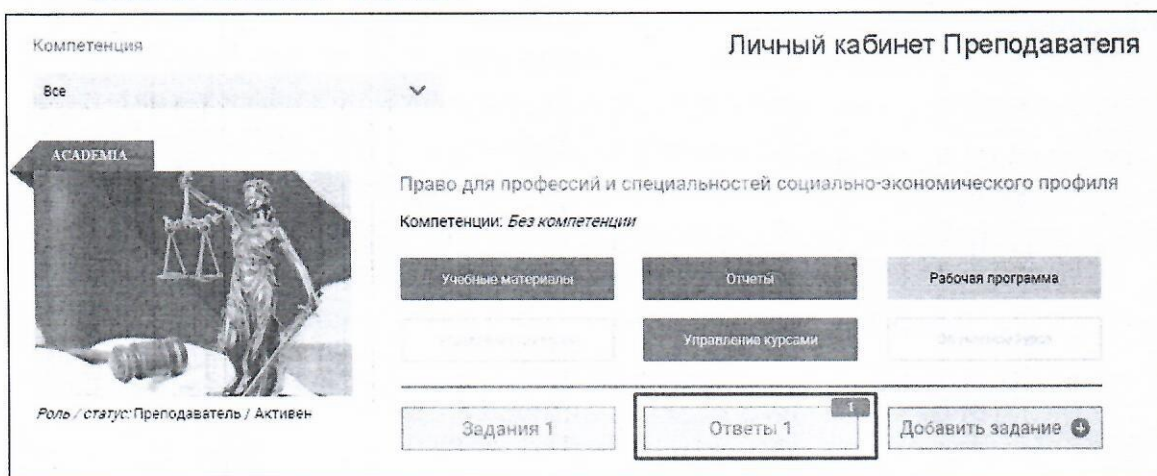 Компетенция
Личный кабинет Преподавателя
Все
ACADEMIA
Право для профессий и специальностей социально-экономического профиля
Компетенции: Без компетенции
Учебные материалы
Отчеты
Рабочая программа
Управление курсами
Роль / статус: Преподаватель / Активен
Задания 1
Ответы 1
1
Добавить задание